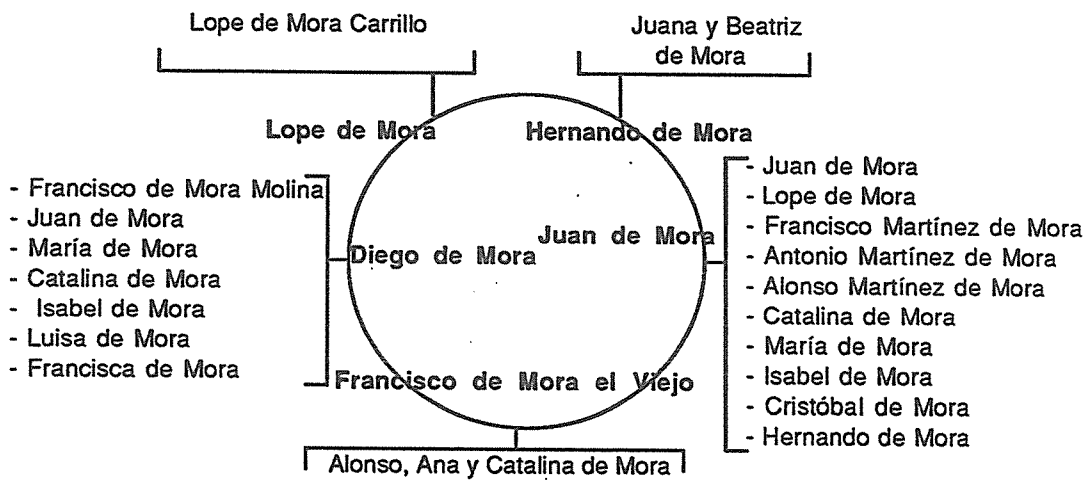 Lope de Mora Carrillo
Juana y Beatriz
de Mora
Lope de Mora
Hernando de Mora
- Francisco de Mora Molina
- Juan de Mora
- María de Mora
- Catalina de Mora
- Isabel de Mora
- Luisa de Mora
- Francisca de Mora
Diego de Mora
Juan de Mora
- Juan de Mora
- Lope de Mora
- Francisco Martínez de Mora
- Antonio Martínez de Mora
- Alonso Martínez de Mora
- Catalina de Mora
- María de Mora
- Isabel de Mora
- Cristóbal de Mora
- Hernando de Mora
Francisco de Mora el Viejo
Alonso, Ana y Catalina de Mora